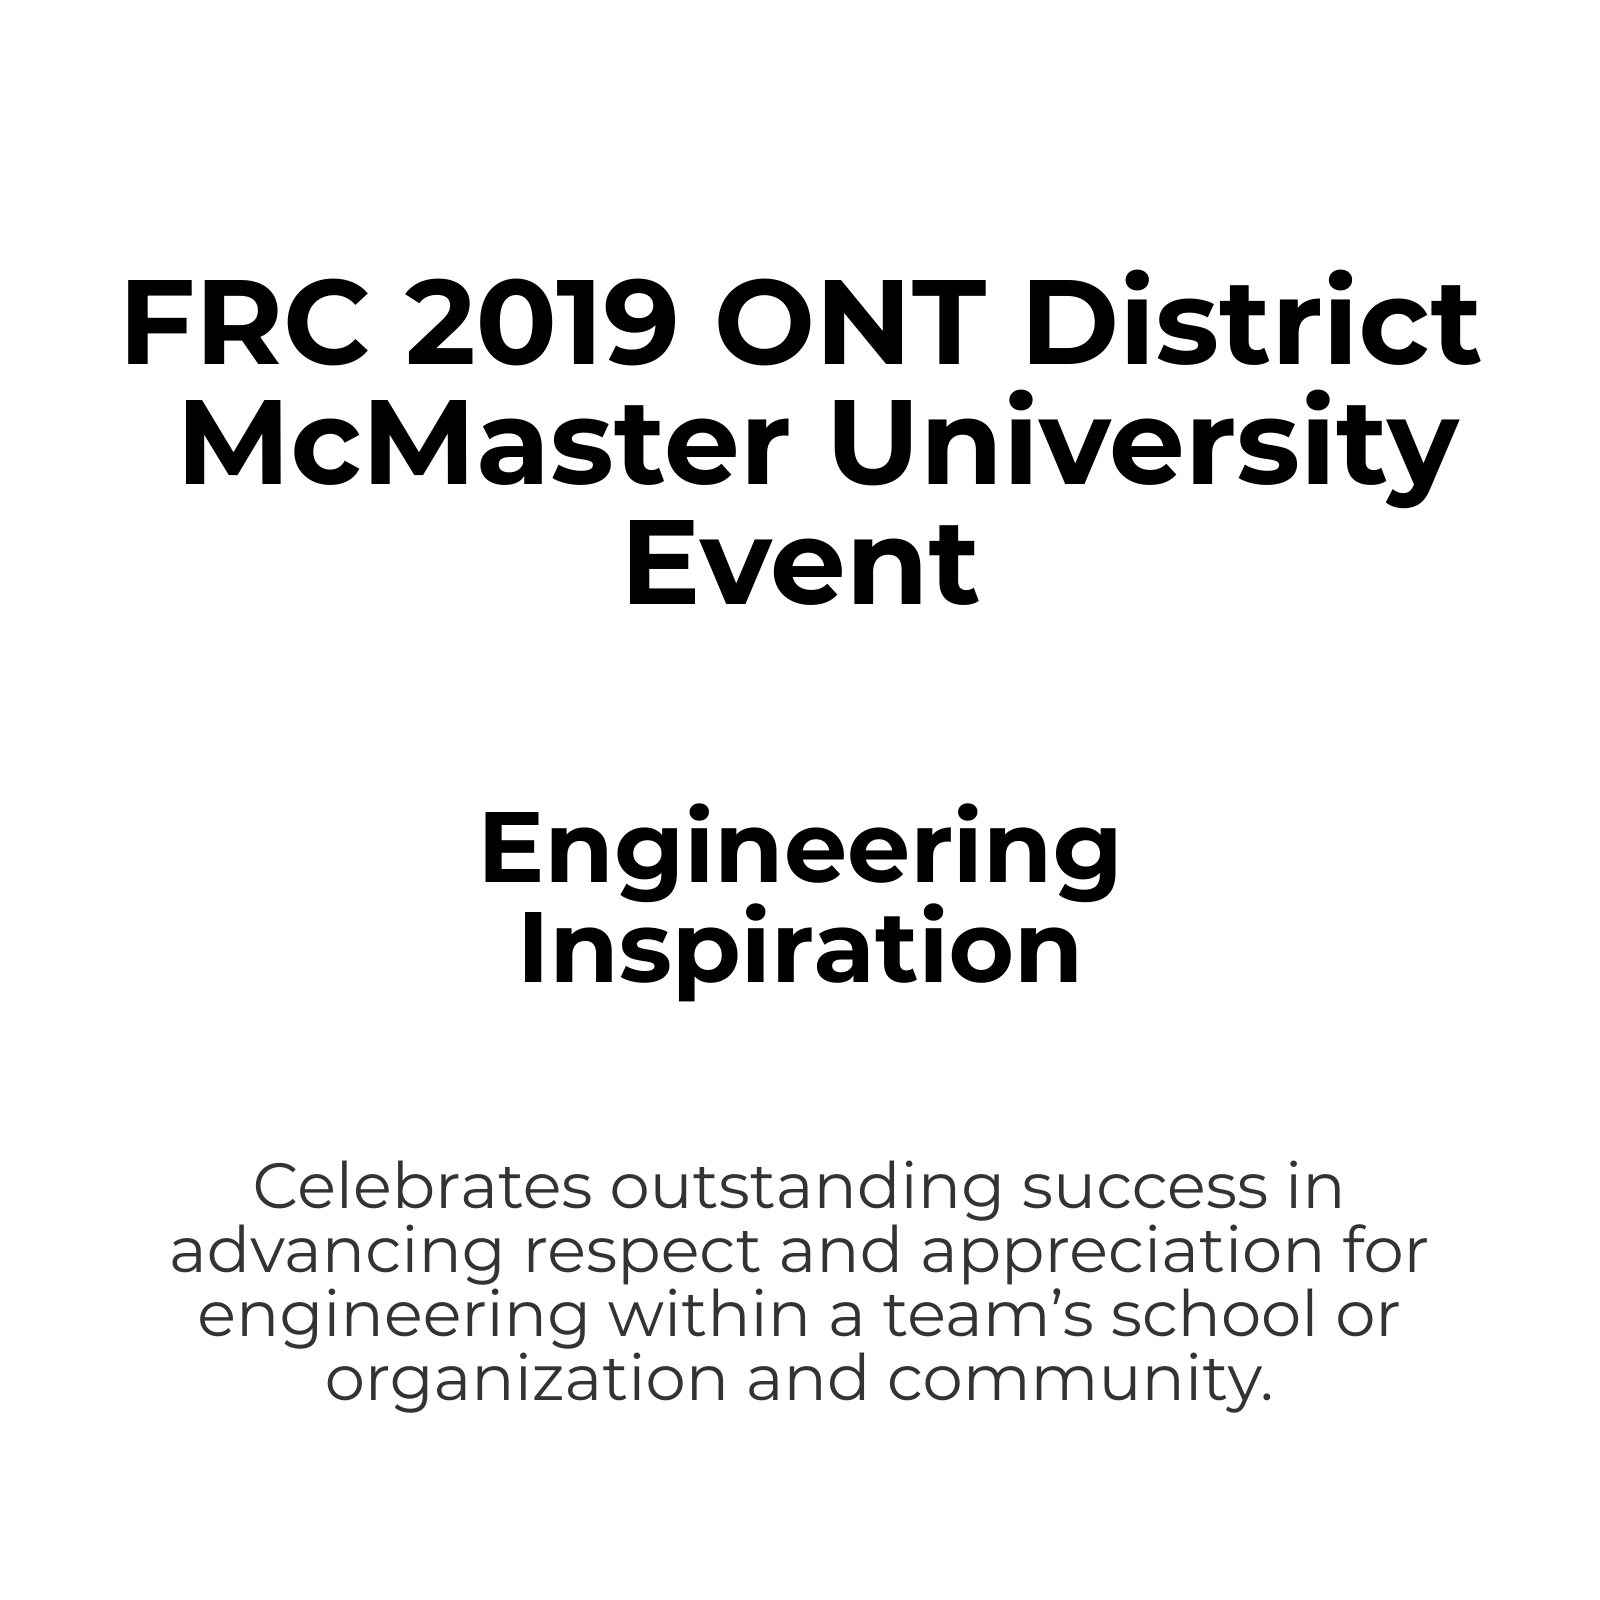 FRC 2019 ONT District
McMaster University
Event
Engineering
Inspiration
Celebrates outstanding success in
advancing respect and appreciation for
engineering within a team’s school or
organization and community.